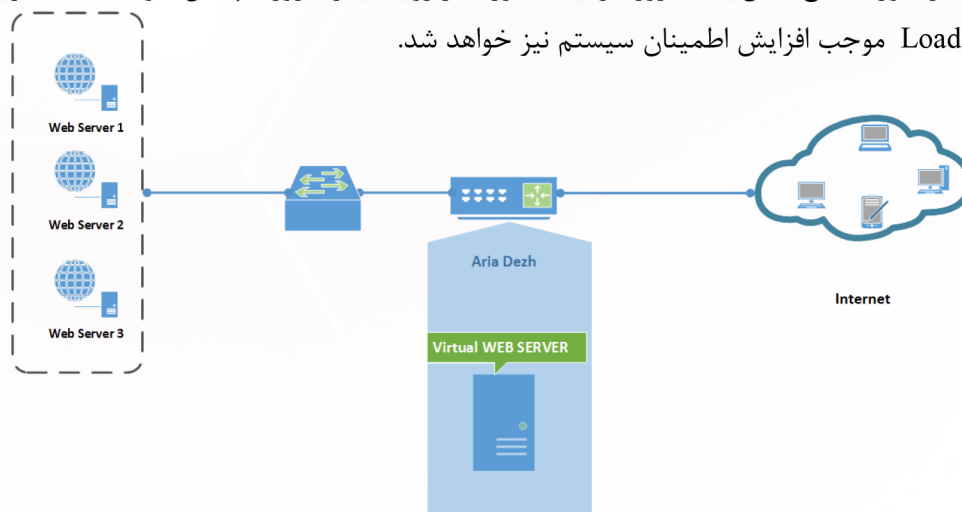 Load موجب افزایش اطمینان سیستم نیز خواهد شد.
Web Server 1
Web Server 2
Web Server 3
Aria Dezh
Virtual WEB SERVER
Internet